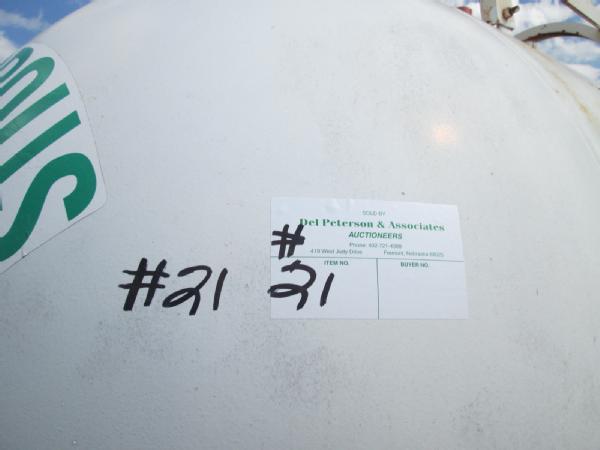 SOLD BY
Del Peterson & Associates
AUCTIONEERS
Phone: 402-721-4389
419 West Judy Drive Fremont, Nebraska 68025
ITEM NO. BUYER NO.
# 21
#21